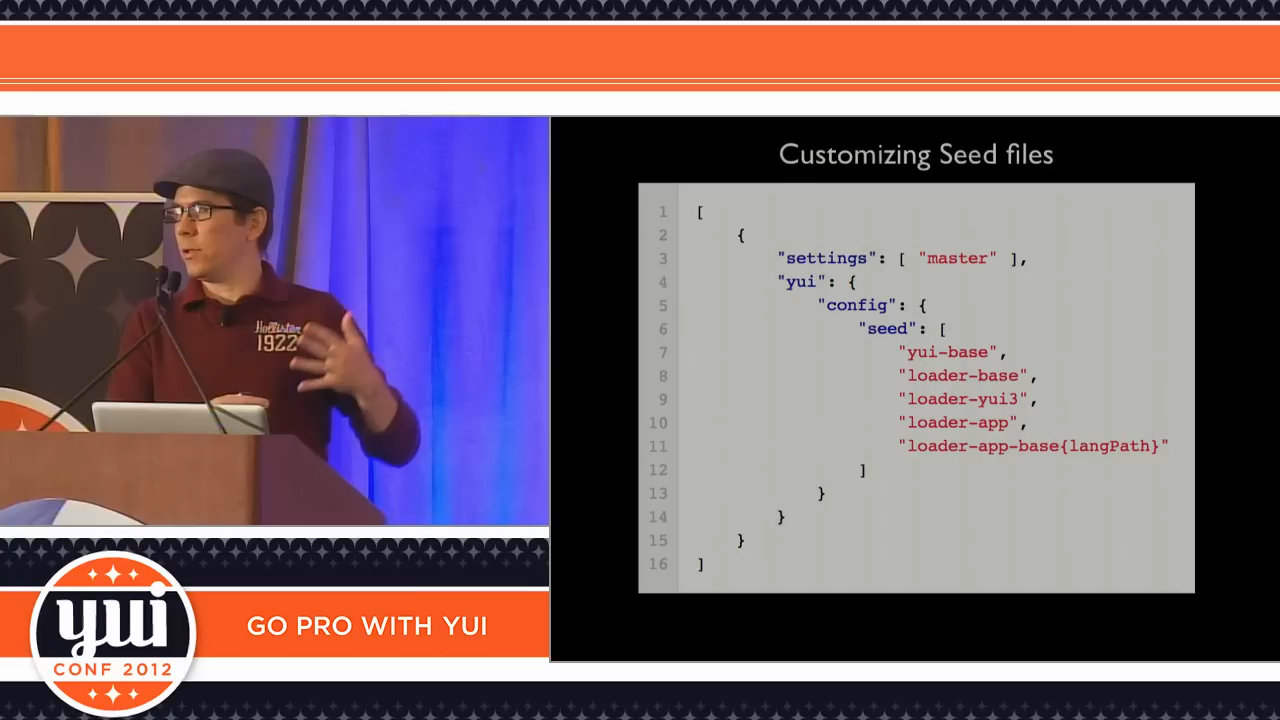 Customizing Seed files
1 [
2 {
3 "settings": [ "master" ],
4 "yui": {
5 "config": {
6 "seed": [
7 "yui-base",
8 "loader-base",
9 "loader-yui3",
10 "loader-app",
11 "loader-app-base{langPath}"
12 ]
13 }
14 }
15 }
16 ]
Hollister
1922
yui
CONF 2012
GO PRO WITH YUI